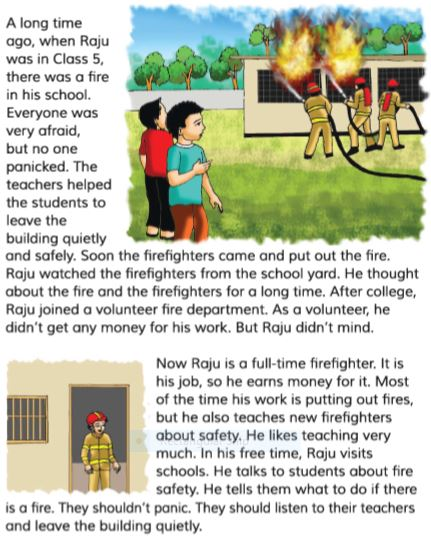 A long time
ago, when Raju
was in Class 5,
there was a fire
in his school.
Everyone was
very afraid,
but no one
panicked. The
teachers helped
the students to
leave the
building quietly
and safely. Soon the firefighters came and put out the fire.
Raju watched the firefighters from the school yard. He thought
about the fire and the firefighters for a long time. After college,
Raju joined a volunteer fire department. As a volunteer, he
didn't get any money for his work. But Raju didn't mind.
Now Raju is a full-time firefighter. It is
his job, so he earns money for it. Most
of the time his work is putting out fires,
but he also teaches new firefighters
about safety. He likes teaching very
much. In his free time, Raju visits
schools. He talks to students about fire
safety. He tells them what to do if there
is a fire. They shouldn't panic. They should listen to their teachers
and leave the building quietly.